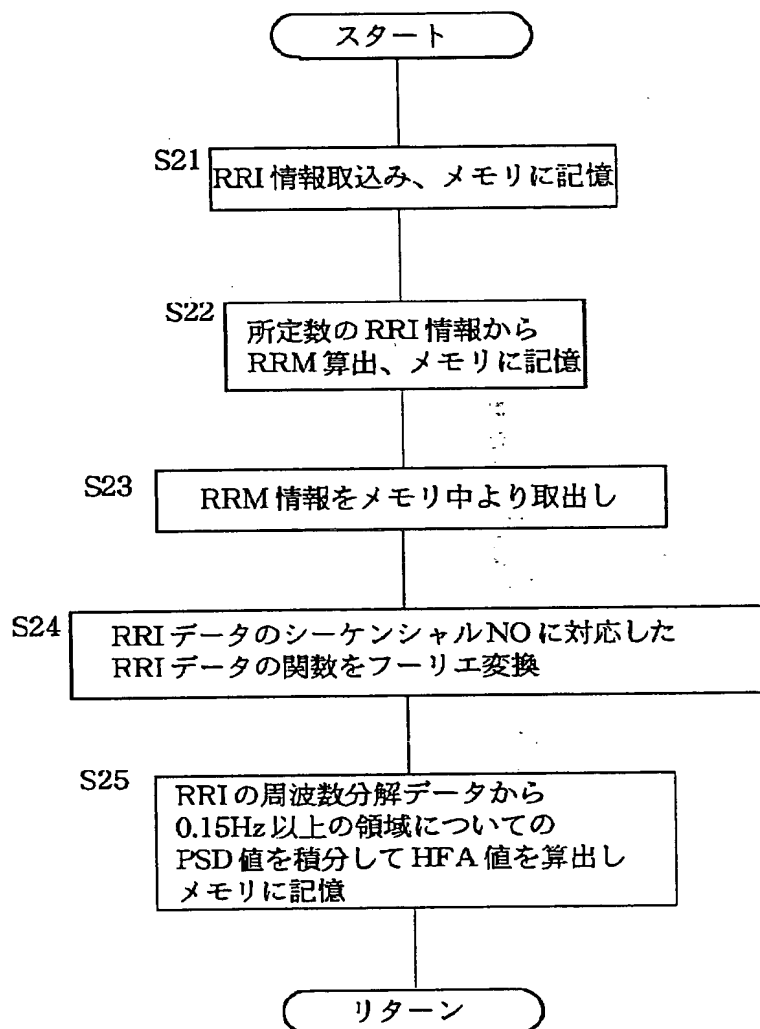 スタート
S21
RRI 情報取込み、メモリに記憶
S22
所定数の RRI 情報から
RRM 算出、メモリに記憶
S23
RRM 情報をメモリ中より取出し
S24
RRI データのシーケンシャル NO に対応した
RRI データの関数をフーリエ変換
S25
RRI の周波数分解データから
0.15Hz 以上の領域についての
PSD 値を積分して HFA 値を算出し
メモリに記憶
リターン